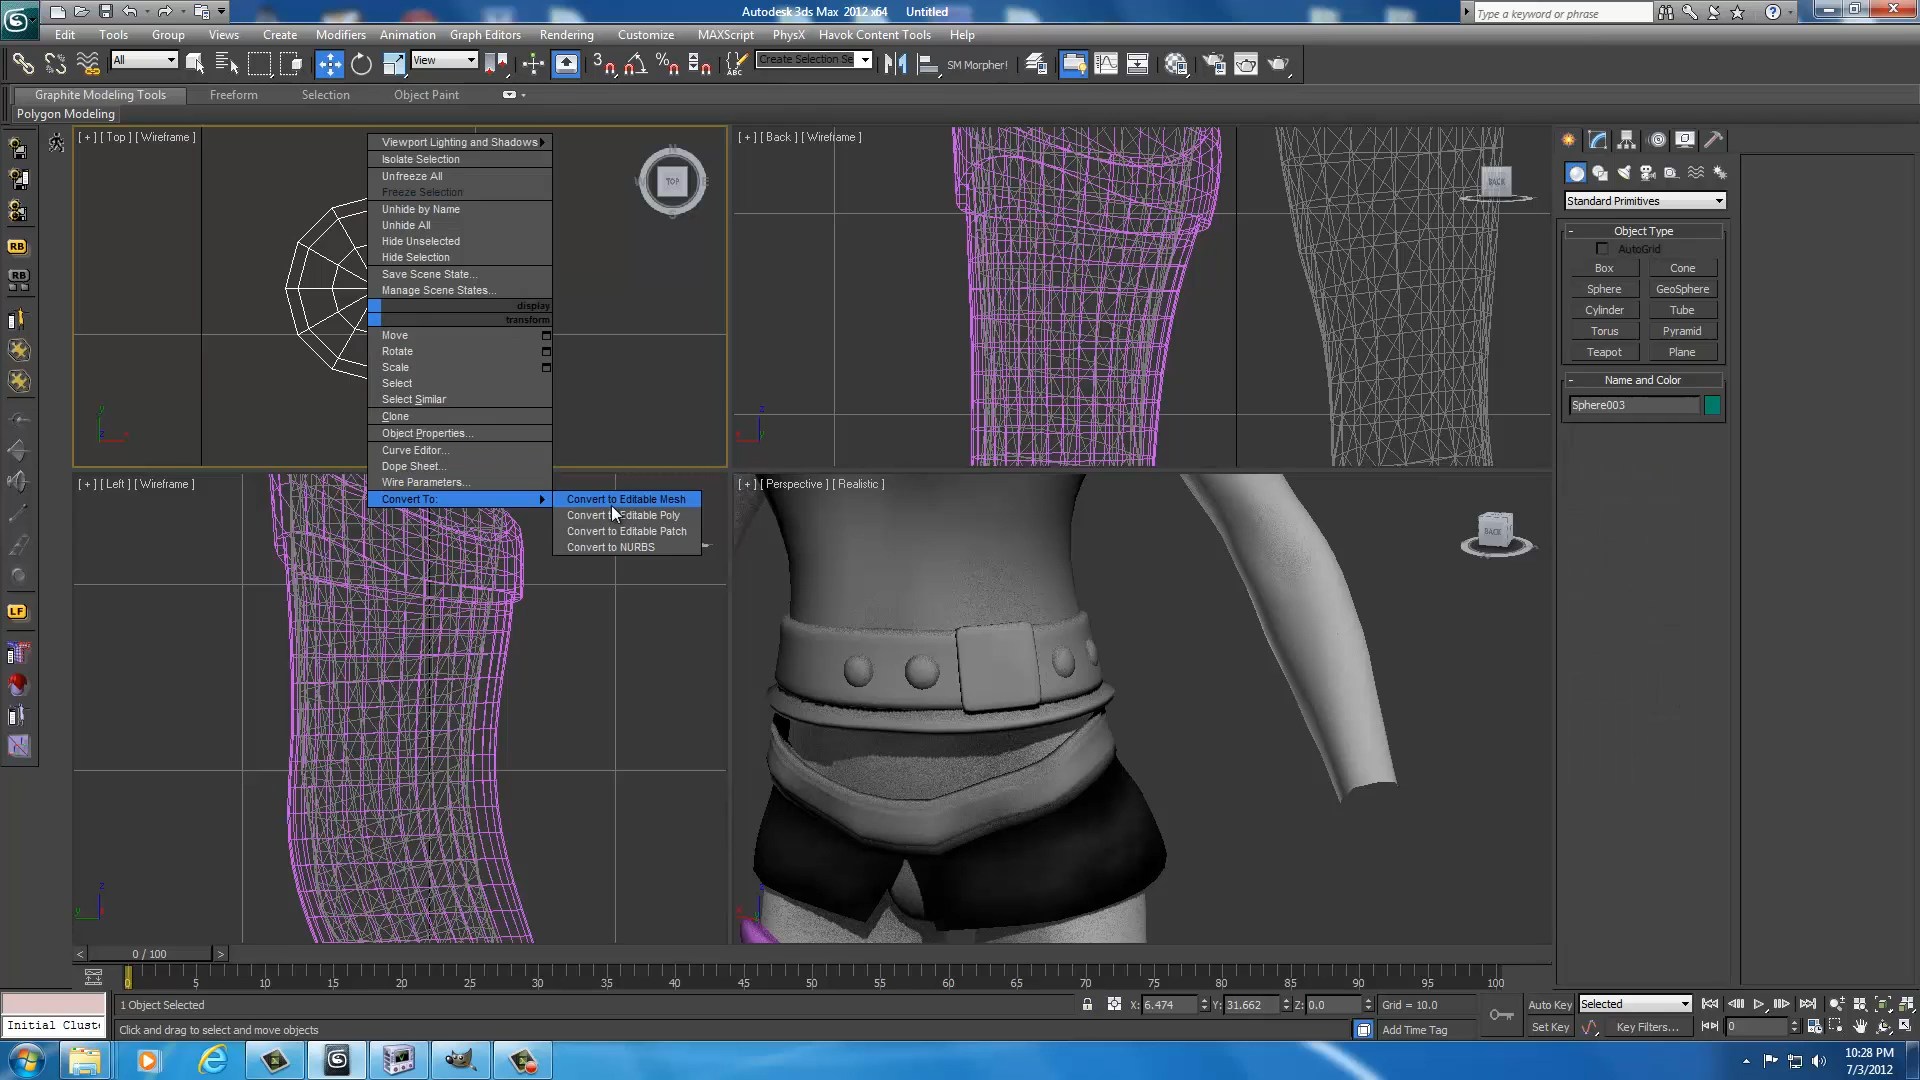 Autodesk 3ds Max 2012 x64 Untitled
Type a keyword or phrase
Edit Tools Group Views Create Modifiers Animation Graph Editors Rendering Customize MAXScript PhysX Havok Content Tools Help
All
View
Create Selection Se
SM Morpher!
Graphite Modeling Tools Freeform Selection Object Paint
Polygon Modeling
[ + ] [ Top ] [ Wireframe ]
TOP
[ + ] [ Back ] [ Wireframe ]
BACK
Viewport Lighting and Shadows
Isolate Selection
Unfreeze All
Freeze Selection
Unhide by Name
Unhide All
Hide Unselected
Hide Selection
Save Scene State...
Manage Scene States...
display
transform
Move
Rotate
Scale
Select
Select Similar
Clone
Object Properties...
Curve Editor...
Dope Sheet...
Wire Parameters...
Convert To:
Convert to Editable Mesh
Convert to Editable Poly
Convert to Editable Patch
Convert to NURBS
[ + ] [ Left ] [ Wireframe ]
[ + ] [ Perspective ] [ Realistic ]
BACK
RB
RB
LF
Standard Primitives
Object Type
AutoGrid
Box Cone
Sphere GeoSphere
Cylinder Tube
Torus Pyramid
Teapot Plane
Name and Color
Sphere003
0 / 100
0 5 10 15 20 25 30 35 40 45 50 55 60 65 70 75 80 85 90 95 100
1 Object Selected
X: 6.474 Y: 31.662 Z: 0.0 Grid = 10.0
Auto Key Selected
Initial Cluste
Click and drag to select and move objects
Add Time Tag
Set Key Key Filters... 0
10:28 PM
7/3/2012